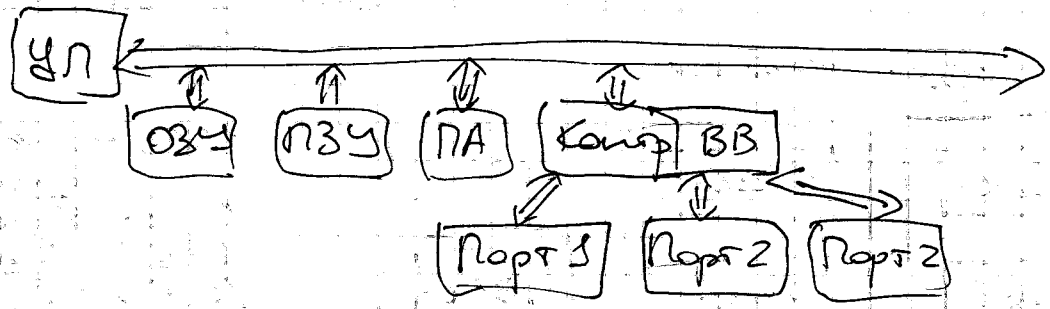 УП
ОЗУ ПЗУ ПА Контр. ВВ
Порт 1 Порт 2 Порт 2